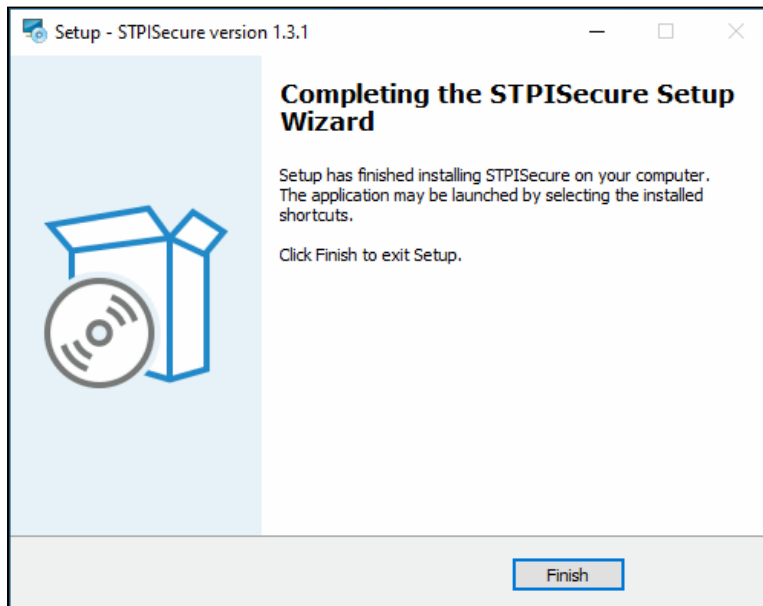 Setup - STPISecure version 1.3.1
Completing the STPISecure Setup
Wizard
Setup has finished installing STPISecure on your computer.
The application may be launched by selecting the installed
shortcuts.
Click Finish to exit Setup.
Finish